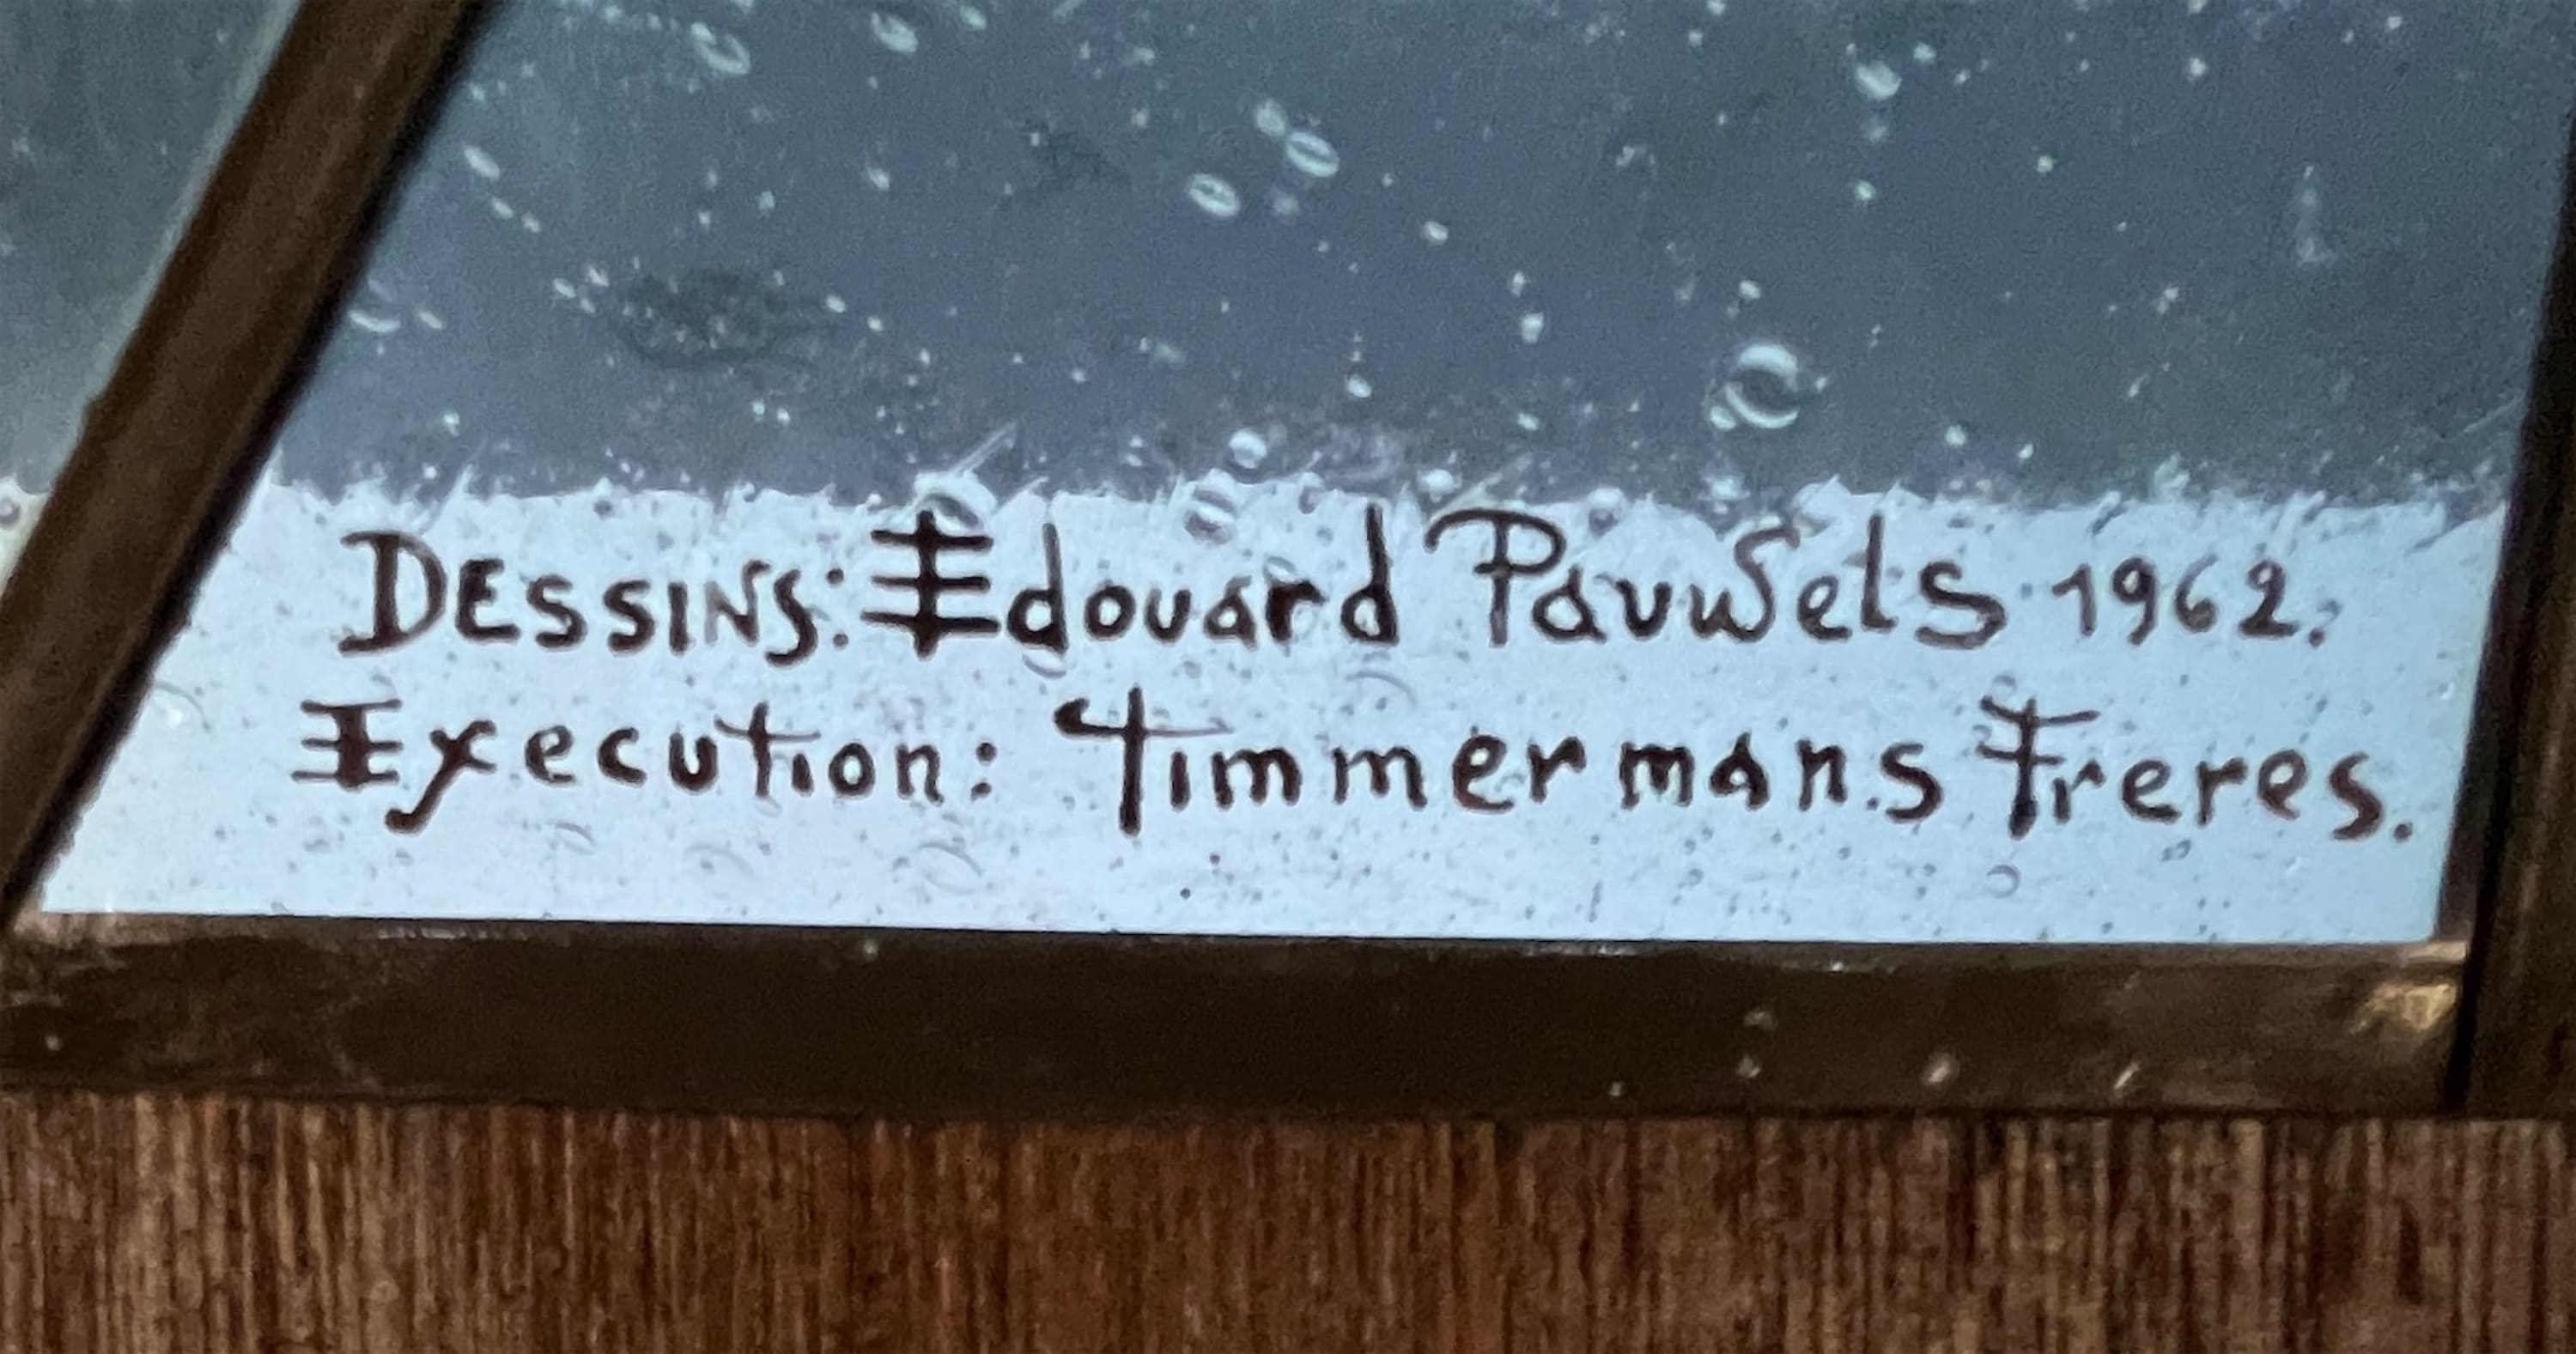 DESSINS: Edouard Pauwels 1962.
Execution: Timmermans Freres.